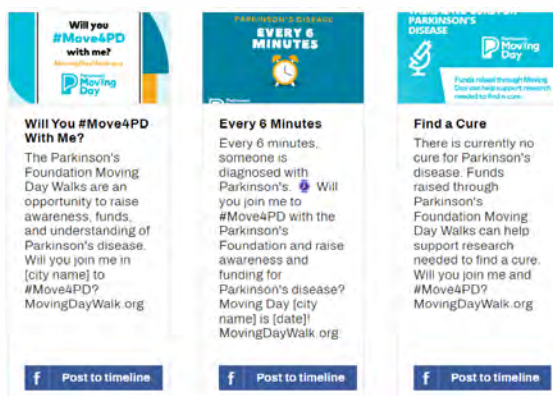 Will you
#Move4PD
with me?
Parkinson's
Moving
Day
Will You #Move4PD
With Me?
The Parkinson's
Foundation Moving
Day Walks are an
opportunity to raise
awareness, funds,
and understanding of
Parkinson's disease.
Will you join me in
[city name] to
#Move4PD?
MovingDayWalk.org
f Post to timeline
PARKINSON'S DISEASE
EVERY 6
MINUTES
Every 6 Minutes
Every 6 minutes,
someone is
diagnosed with
Parkinson's. Will
you join me to
#Move4PD with the
Parkinson's
Foundation and raise
awareness and
funding for
Parkinson's disease?
Moving Day [city
name] is [date]!
MovingDayWalk.org
f Post to timeline
PARKINSON'S
DISEASE
Parkinson's
Moving
Day
Funds raised through Moving
Day can help support research
needed to find a cure.
Find a Cure
There is currently no
cure for Parkinson's
disease. Funds
raised through
Parkinson's
Foundation Moving
Day Walks can help
support research
needed to find a cure.
Will you join me and
#Move4PD?
MovingDayWalk.org
f Post to timeline